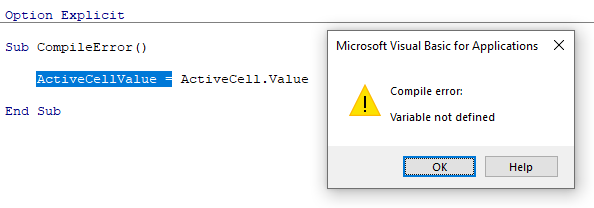 Option Explicit
Sub CompileError()
ActiveCellValue = ActiveCell.Value
End Sub
Microsoft Visual Basic for Applications
Compile error:
Variable not defined
OK
Help